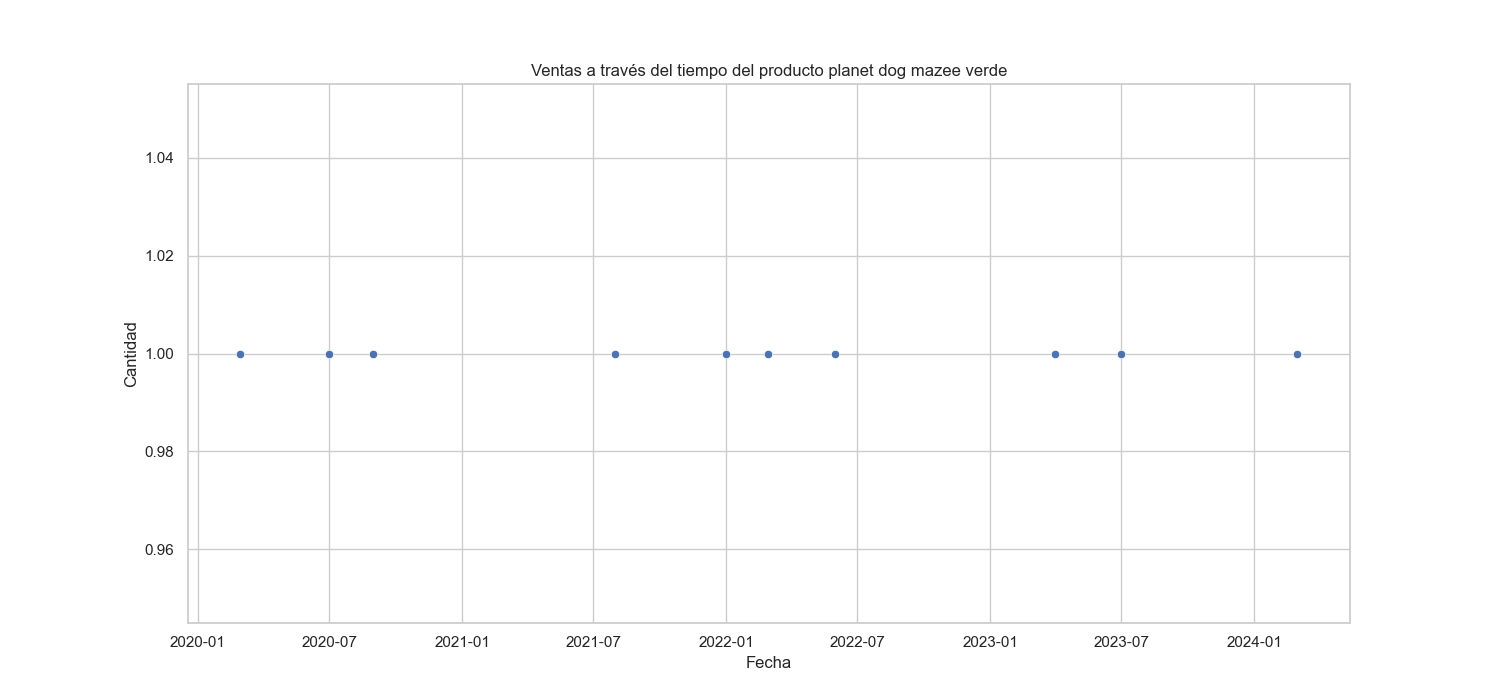 Ventas a través del tiempo del producto planet dog mazee verde
1.04
1.02
1.00
0.98
0.96
Cantidad
2020-01 2020-07 2021-01 2021-07 2022-01 2022-07 2023-01 2023-07 2024-01
Fecha